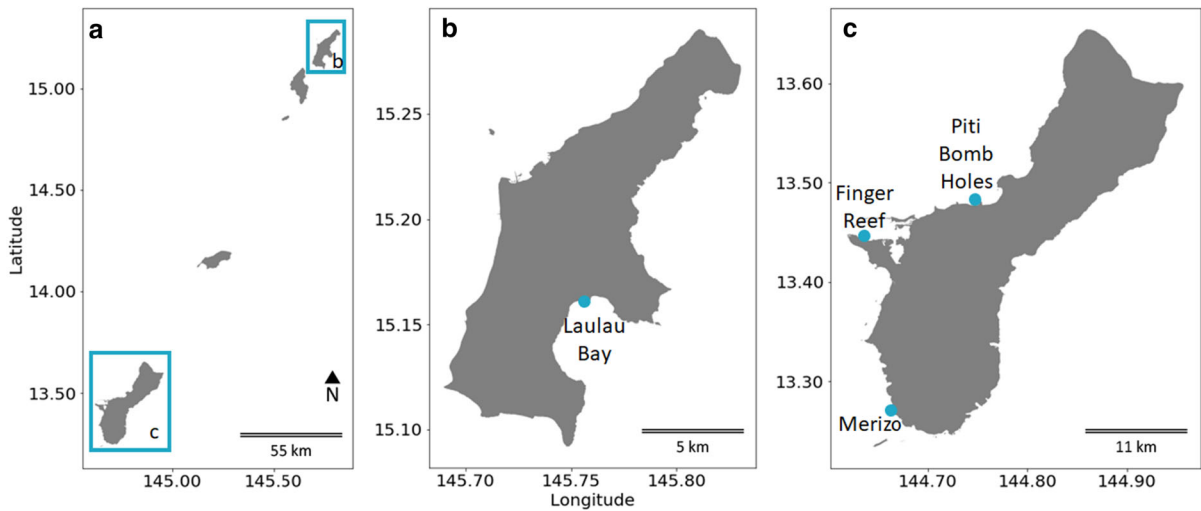 a
b
15.00
14.50
14.00
13.50
Latitude
c
N
55 km
145.00
145.50
b
15.25
15.20
15.15
15.10
Laulau
Bay
5 km
145.70
145.75
145.80
Longitude
c
13.60
13.50
13.40
13.30
Piti
Bomb
Holes
Finger
Reef
Merizo
11 km
144.70
144.80
144.90